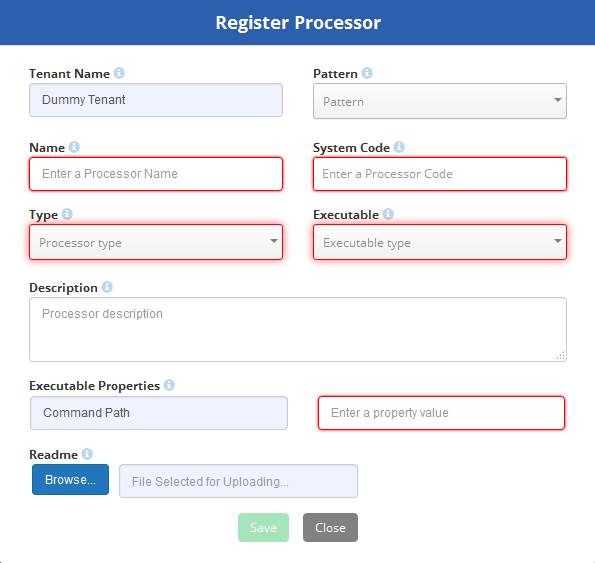 Register Processor
Tenant Name
Pattern
Dummy Tenant
Pattern
Name
System Code
Enter a Processor Name
Enter a Processor Code
Type
Executable
Processor type
Executable type
Description
Processor description
Executable Properties
Command Path
Enter a property value
Readme
Browse...
File Selected for Uploading...
Save
Close